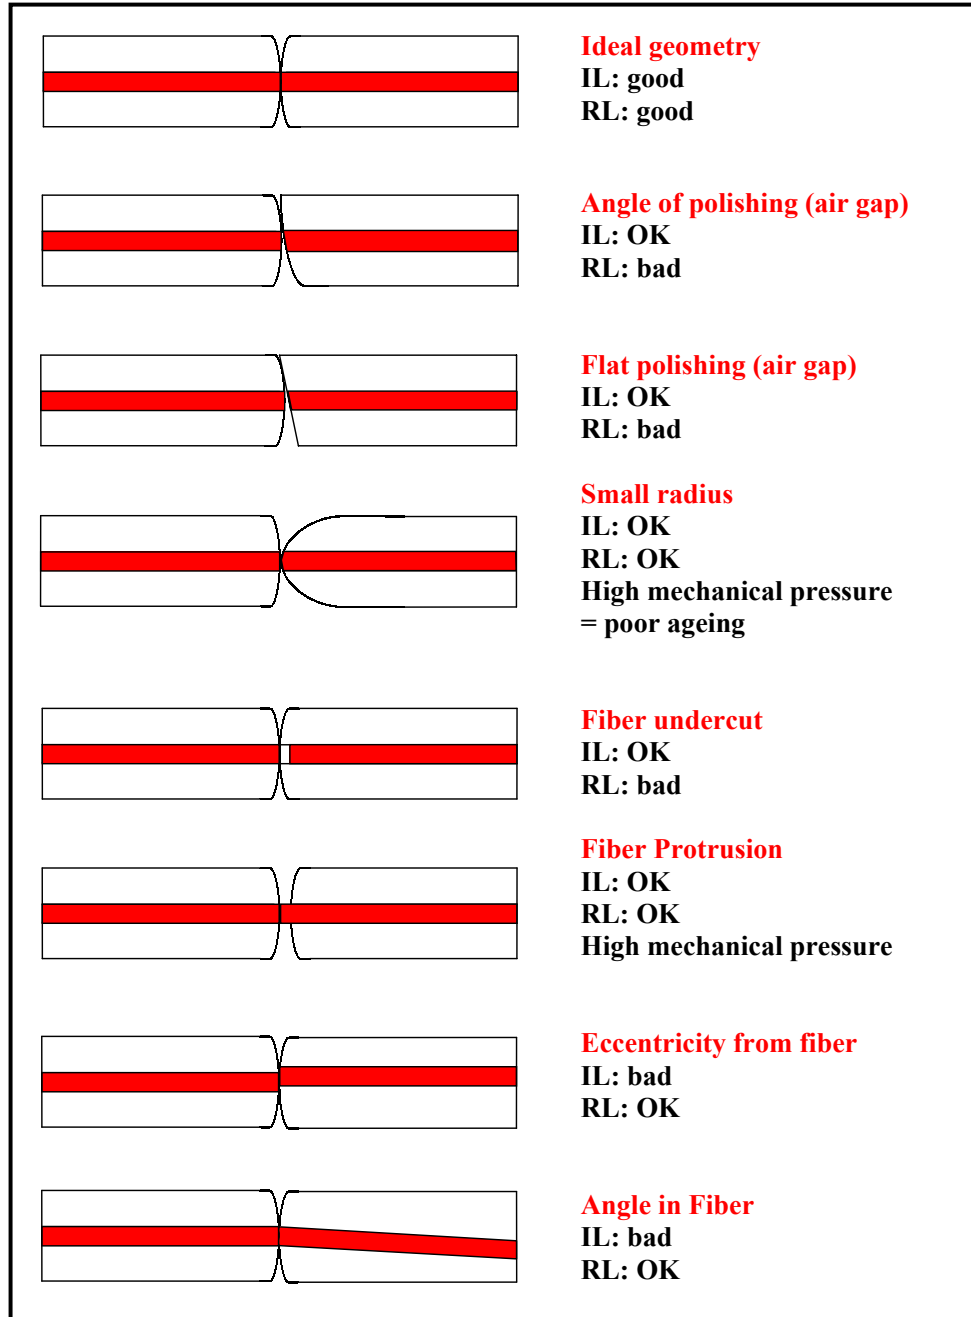 Ideal geometry
IL: good
RL: good
Angle of polishing (air gap)
IL: OK
RL: bad
Flat polishing (air gap)
IL: OK
RL: bad
Small radius
IL: OK
RL: OK
High mechanical pressure
= poor ageing
Fiber undercut
IL: OK
RL: bad
Fiber Protrusion
IL: OK
RL: OK
High mechanical pressure
Eccentricity from fiber
IL: bad
RL: OK
Angle in Fiber
IL: bad
RL: OK